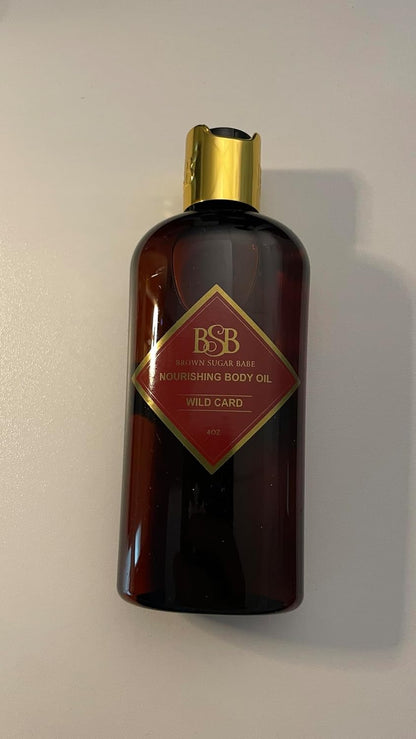 BSB
BROWN SUGAR BABE
NOURISHING BODY OIL
WILD CARD
4OZ